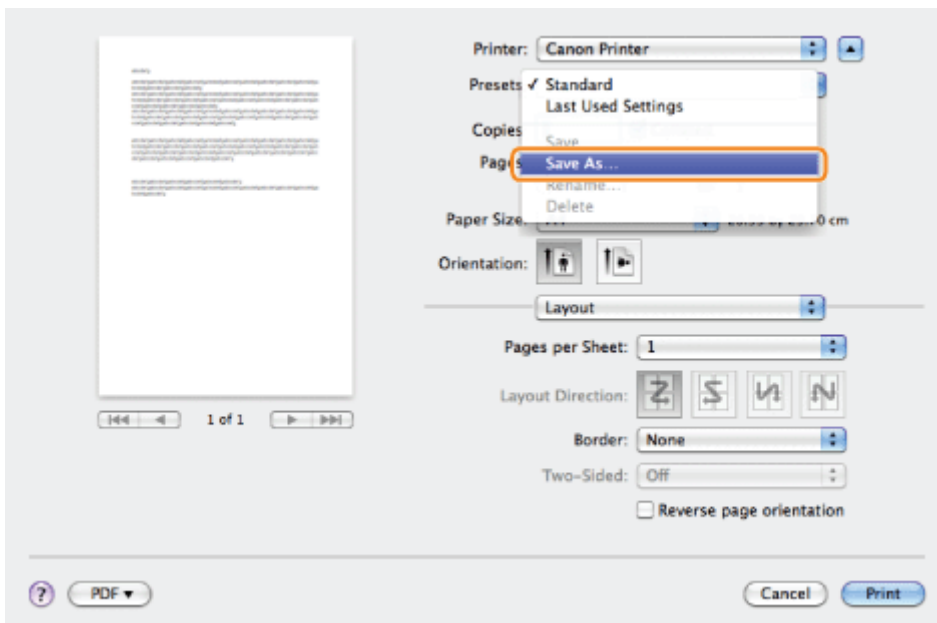 Printer: Canon Printer
Presets ✓ Standard
Last Used Settings
Copies
Save
Pages
Save As...
Rename...
Delete
Paper Size
cm
Orientation:
Layout
Pages per Sheet: 1
Layout Direction:
1 of 1
Border: None
Two-Sided: Off
Reverse page orientation
? PDF ▼ Cancel Print